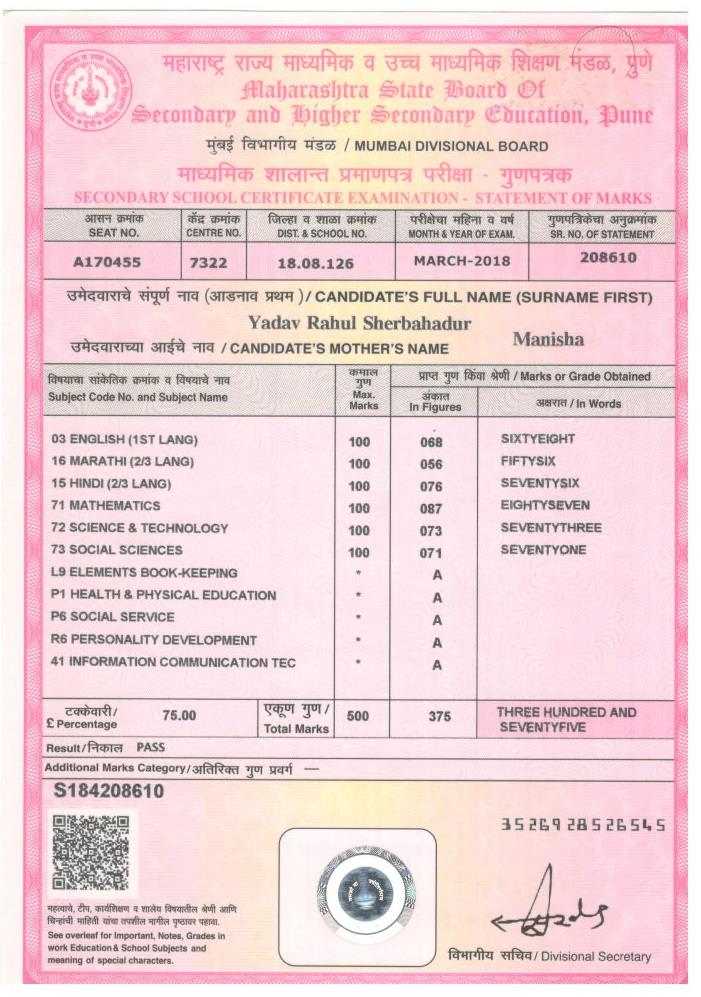 महाराष्ट्र राज्य माध्यमिक व उच्च माध्यमिक शिक्षण मंडळ, पुणे
Maharashtra State Board Of
Secondary and Higher Secondary Education, Pune
मुंबई विभागीय मंडळ / MUMBAI DIVISIONAL BOARD
माध्यमिक शालान्त प्रमाणपत्र परीक्षा - गुणपत्रक
SECONDARY SCHOOL CERTIFICATE EXAMINATION - STATEMENT OF MARKS
आसन क्रमांक केंद्र क्रमांक जिल्हा व शाळा क्रमांक परीक्षेचा महिना व वर्ष गुणपत्रिकेचा अनुक्रमांक
SEAT NO. CENTRE NO. DIST. & SCHOOL NO. MONTH & YEAR OF EXAM. SR. NO. OF STATEMENT
A170455 7322 18.08.126 MARCH-2018 208610
उमेदवाराचे संपूर्ण नाव (आडनाव प्रथम) / CANDIDATE'S FULL NAME (SURNAME FIRST)
Yadav Rahul Sherbahadur
उमेदवाराच्या आईचे नाव / CANDIDATE'S MOTHER'S NAME Manisha
विषयाचा सांकेतिक क्रमांक व विषयाचे नाव
Subject Code No. and Subject Name
कमाल
गुण
Max.
Marks
प्राप्त गुण किंवा श्रेणी / Marks or Grade Obtained
अंकात
In Figures
अक्षरात / In Words
03 ENGLISH (1ST LANG) 100 068 SIXTYEIGHT
16 MARATHI (2/3 LANG) 100 056 FIFTYSIX
15 HINDI (2/3 LANG) 100 076 SEVENTYSIX
71 MATHEMATICS 100 087 EIGHTYSEVEN
72 SCIENCE & TECHNOLOGY 100 073 SEVENTYTHREE
73 SOCIAL SCIENCES 100 071 SEVENTYONE
L9 ELEMENTS BOOK-KEEPING * A
P1 HEALTH & PHYSICAL EDUCATION * A
P6 SOCIAL SERVICE * A
R6 PERSONALITY DEVELOPMENT * A
41 INFORMATION COMMUNICATION TEC * A
टक्केवारी/
£ Percentage
75.00
एकूण गुण /
Total Marks
500 375
THREE HUNDRED AND
SEVENTYFIVE
Result/निकाल PASS
Additional Marks Category/अतिरिक्त गुण प्रवर्ग —
S184208610
3526928526545
महत्वाचे, टीप, कार्यशिक्षण व शालेय विषयातील श्रेणी आणि
चिन्हांची माहिती यांचा तपशील मागील पृष्ठावर पहावा.
See overleaf for Important, Notes, Grades in
work Education & School Subjects and
meaning of special characters.
विभागीय सचिव / Divisional Secretary